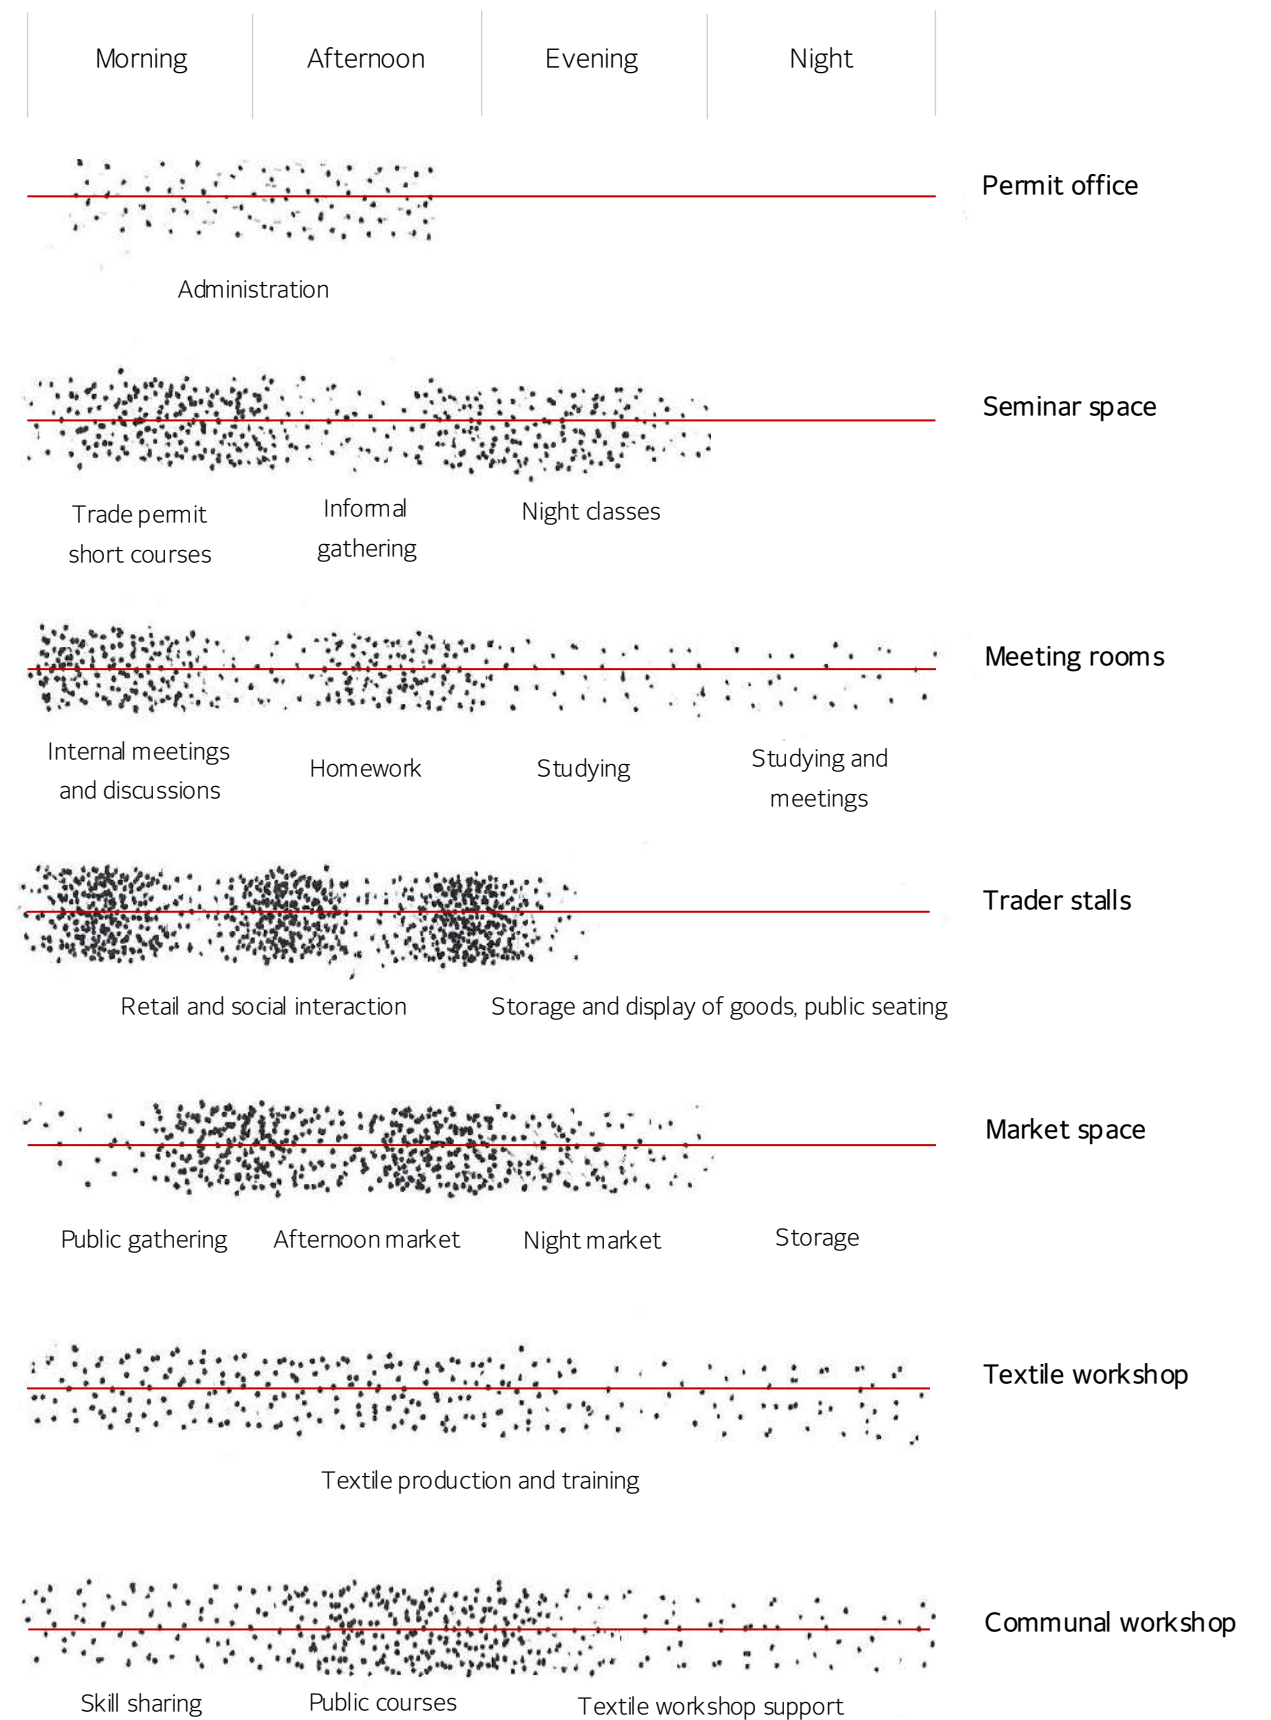 Morning Afternoon Evening Night
Permit office
Administration
Seminar space
Trade permit
short courses
Informal
gathering
Night classes
Meeting rooms
Internal meetings
and discussions
Homework
Studying
Studying and
meetings
Trader stalls
Retail and social interaction
Storage and display of goods, public seating
Market space
Public gathering
Afternoon market
Night market
Storage
Textile workshop
Textile production and training
Communal workshop
Skill sharing
Public courses
Textile workshop support